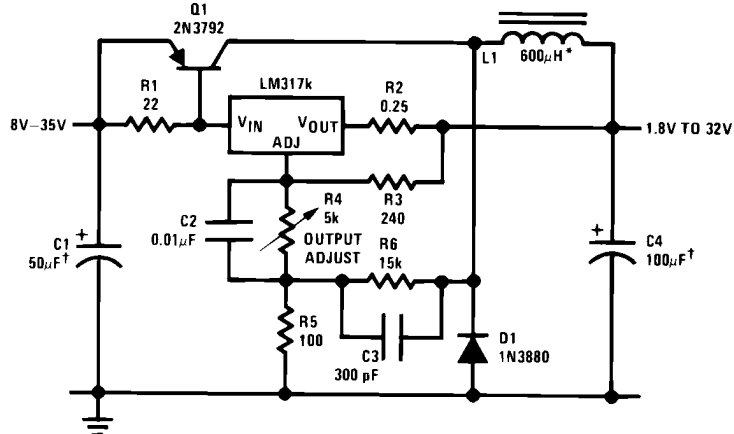 Q1
2N3792
L1
600μH*
R1
22
LM317k
R2
0.25
8V–35V
VIN
VOUT
ADJ
1.8V TO 32V
C2
0.01μF
R4
5k
OUTPUT
ADJUST
R3
240
R6
15k
C1
50μF†
+
C4
100μF†
+
R5
100
C3
300 pF
D1
1N3880